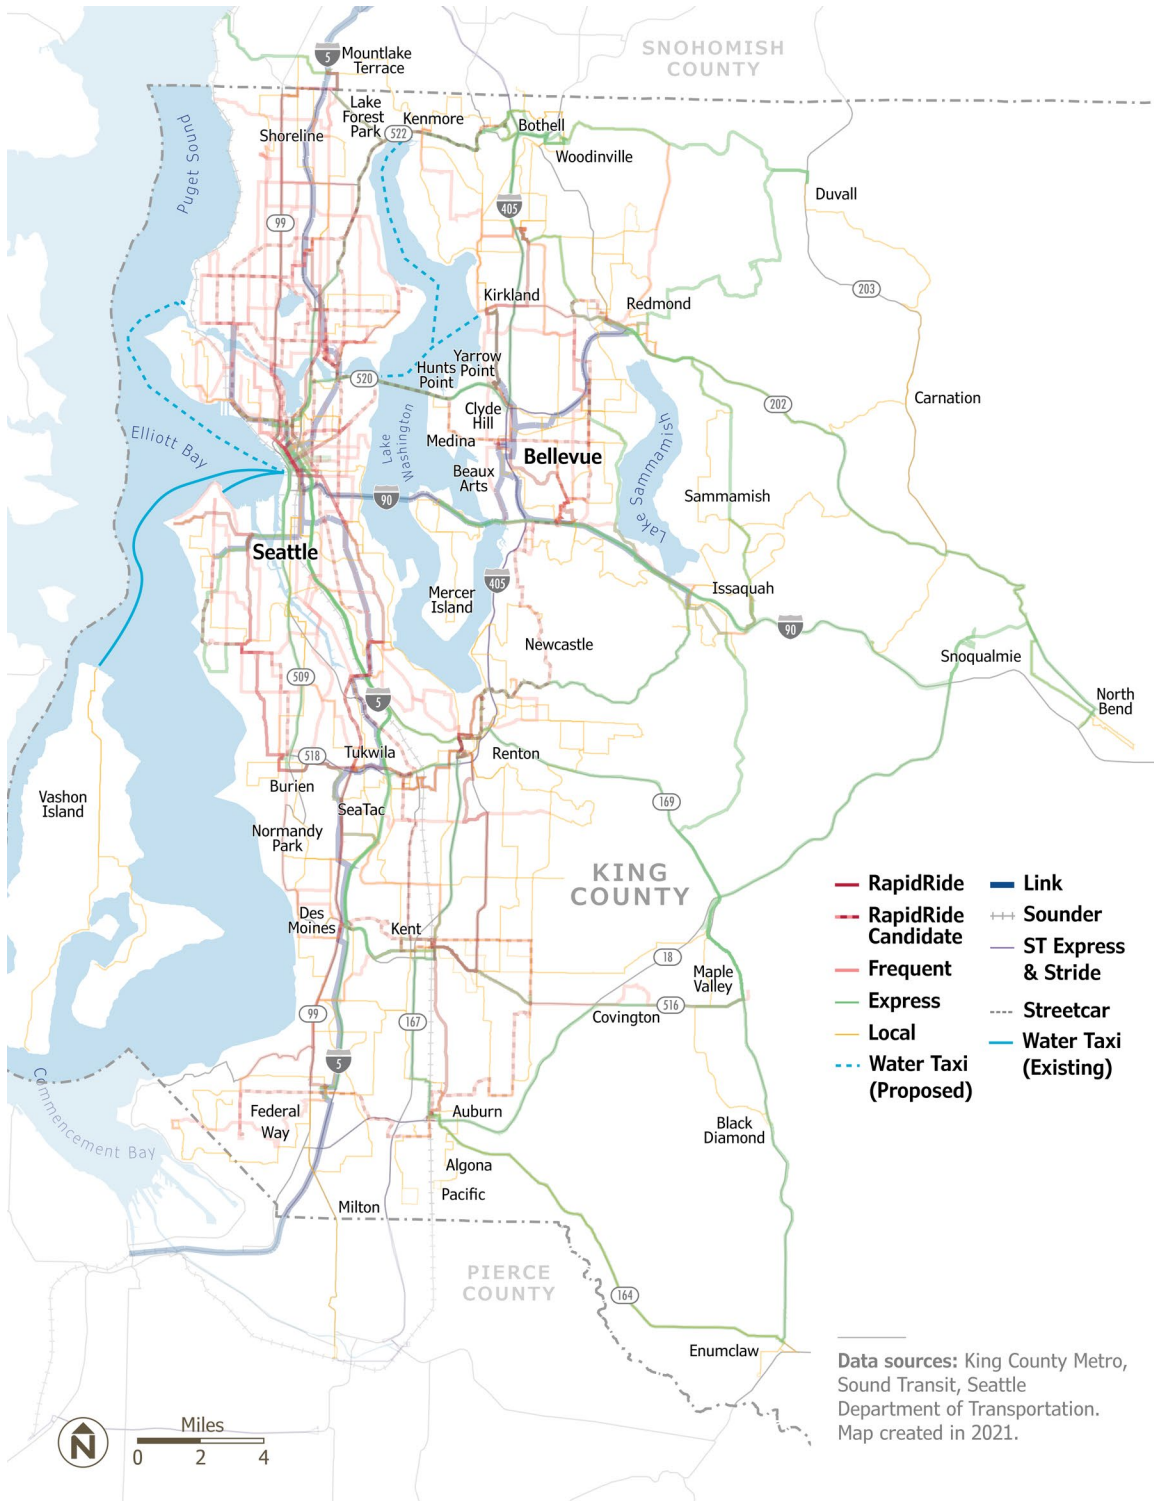 SNOHOMISH
COUNTY
5
Mountlake
Terrace
Lake
Forest
Park
522
Kenmore
Bothell
Shoreline
Woodinville
Puget Sound
Duvall
405
99
203
Kirkland
Redmond
Yarrow
Point
Hunts
Point
520
202
Carnation
Clyde
Hill
Medina
Elliott Bay
Lake
Washington
Bellevue
Beaux
Arts
Lake Sammamish
Sammamish
90
Seattle
405
Mercer
Island
Issaquah
90
Newcastle
Snoqualmie
509
5
North
Bend
518
Tukwila
Renton
Burien
Vashon
Island
SeaTac
169
Normandy
Park
KING
COUNTY
Des
Moines
Kent
18
Maple
Valley
99
167
Covington
516
5
Commencement Bay
Federal
Way
Auburn
Black
Diamond
Algona
Pacific
Milton
PIERCE
COUNTY
164
Enumclaw
RapidRide
RapidRide
Candidate
Frequent
Express
Local
Water Taxi
(Proposed)
Link
Sounder
ST Express
& Stride
Streetcar
Water Taxi
(Existing)
Data sources: King County Metro,
Sound Transit, Seattle
Department of Transportation.
Map created in 2021.
N
Miles
0 2 4